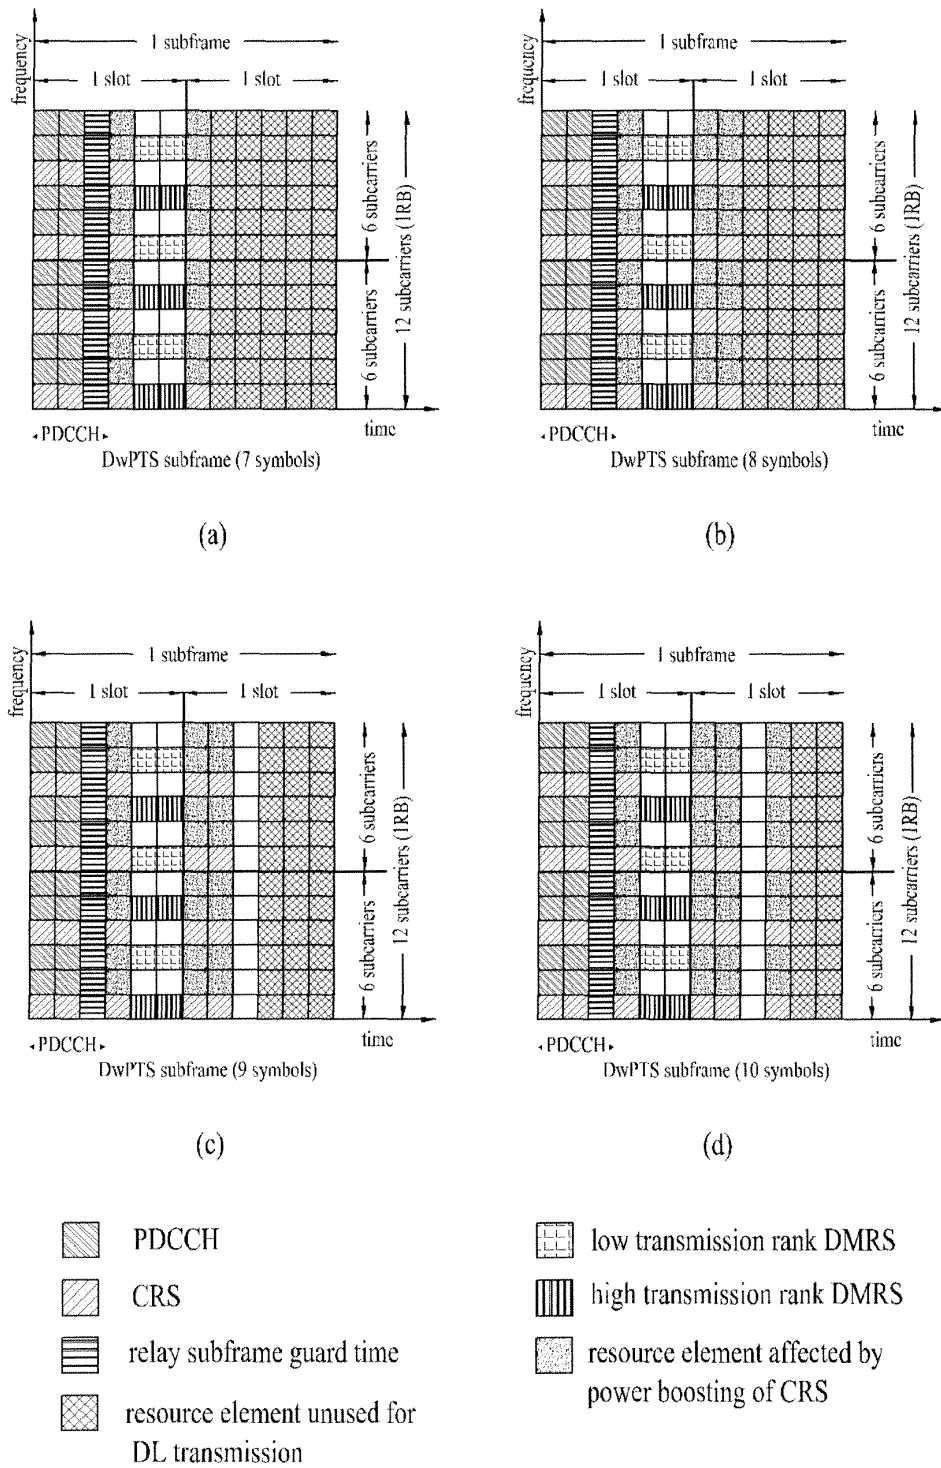 frequency
1 subframe
1 slot
1 slot
6 subcarriers
6 subcarriers
12 subcarriers (1RB)
time
PDCCH
DwPTS subframe (7 symbols)
(a)
frequency
1 subframe
1 slot
1 slot
6 subcarriers
6 subcarriers
12 subcarriers (1RB)
time
PDCCH
DwPTS subframe (8 symbols)
(b)
frequency
1 subframe
1 slot
1 slot
6 subcarriers
6 subcarriers
12 subcarriers (1RB)
time
PDCCH
DwPTS subframe (9 symbols)
(c)
frequency
1 subframe
1 slot
1 slot
6 subcarriers
6 subcarriers
12 subcarriers (1RB)
time
PDCCH
DwPTS subframe (10 symbols)
(d)
PDCCH
CRS
relay subframe guard time
resource element unused for
DL transmission
low transmission rank DMRS
high transmission rank DMRS
resource element affected by
power boosting of CRS